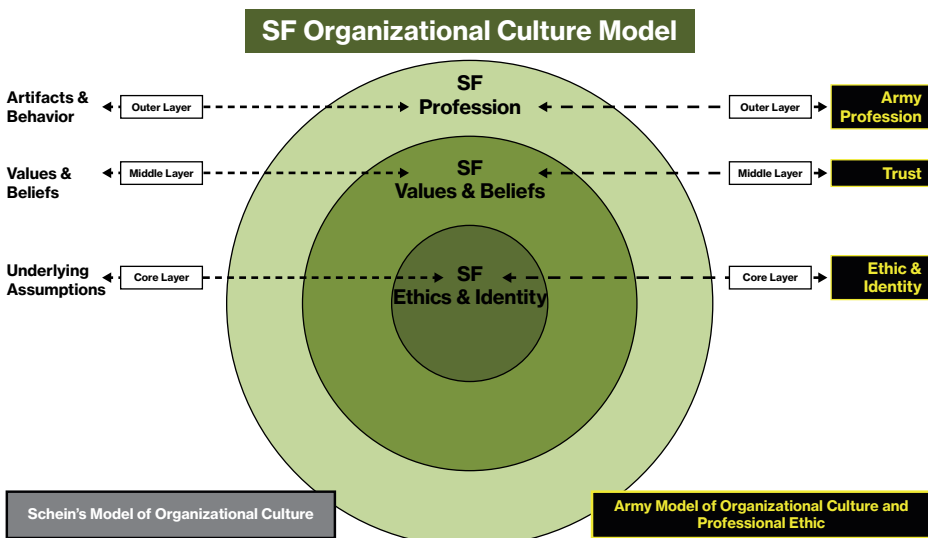 SF Organizational Culture Model
Artifacts &
Behavior
Outer Layer
SF
Profession
Outer Layer
Army
Profession
Values &
Beliefs
Middle Layer
SF
Values & Beliefs
Middle Layer
Trust
Underlying
Assumptions
Core Layer
SF
Ethics & Identity
Core Layer
Ethic &
Identity
Schein's Model of Organizational Culture
Army Model of Organizational Culture and
Professional Ethic